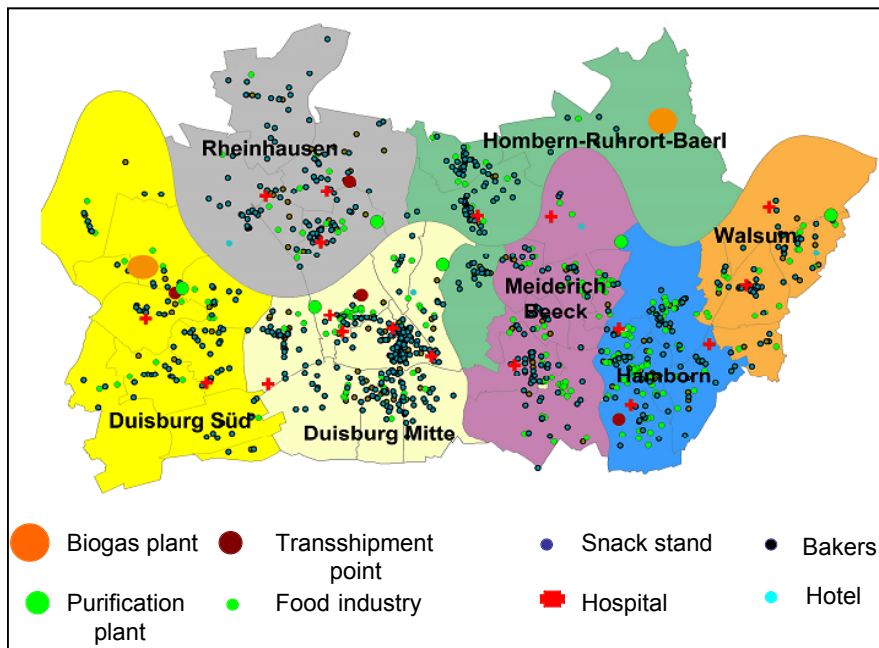 Rheinhausen
Hombern-Ruhrort-Baerl
Walsum
Meiderich
Beeck
Hamborn
Duisburg Süd
Duisburg Mitte
Biogas plant
Transshipment
point
Snack stand
Bakers
Purification
plant
Food industry
Hospital
Hotel